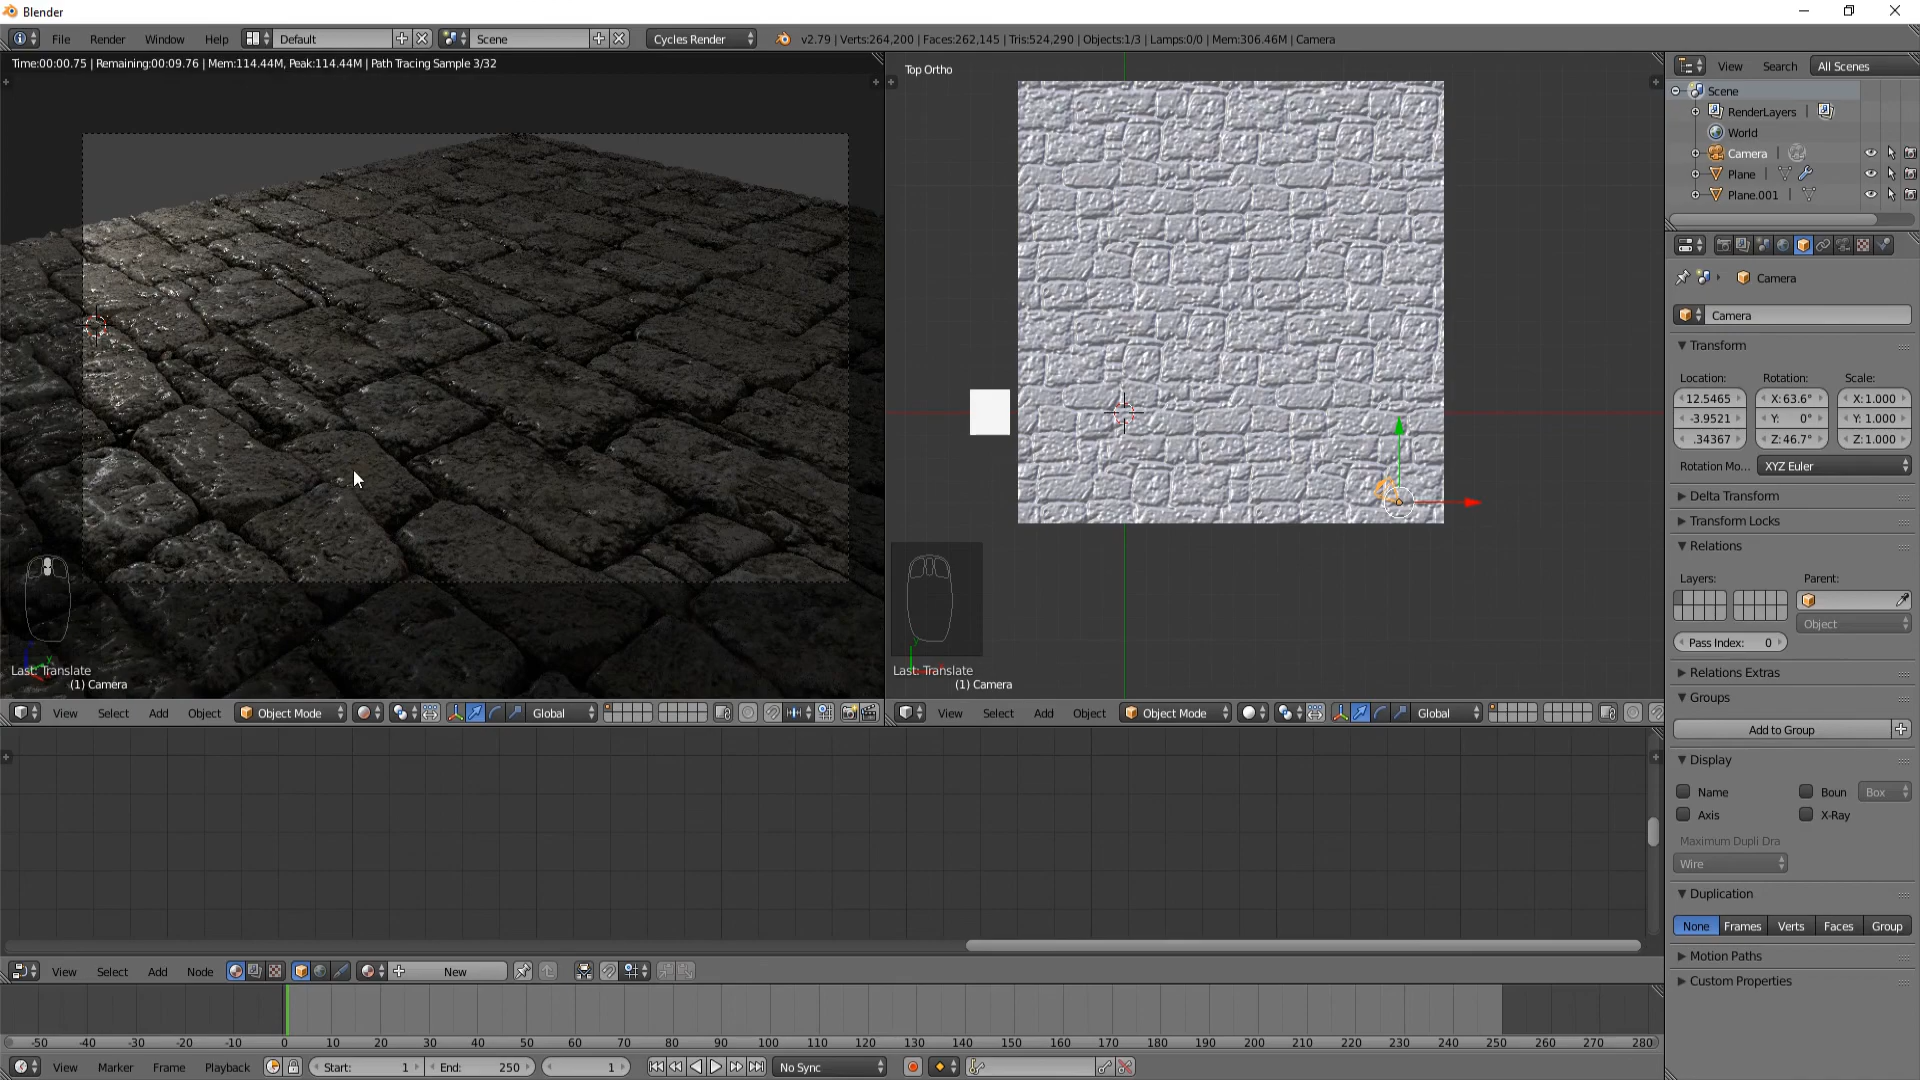 Blender
File Render Window Help Default Scene Cycles Render v2.79 | Verts:264,200 | Faces:262,145 | Tris:524,290 | Objects:1/3 | Lamps:0/0 | Mem:306.46M | Camera
Time:00:00.75 | Remaining:00:09.76 | Mem:114.44M, Peak:114.44M | Path Tracing Sample 3/32
Top Ortho
View Search All Scenes
Scene
RenderLayers |
World
Camera |
Plane |
Plane.001 |
Camera
Camera
Transform
Location: Rotation: Scale:
12.5465 X:63.6° X:1.000
-3.9521 Y: 0° Y: 1.000
.34367 Z:46.7° Z:1.000
Rotation Mo... XYZ Euler
Delta Transform
Transform Locks
Relations
Layers: Parent:
Object
Pass Index: 0
Relations Extras
Groups
Add to Group
Display
Name Boun Box
Axis X-Ray
Maximum Dupli Dra
Wire
Duplication
None Frames Verts Faces Group
Motion Paths
Custom Properties
Last: Translate
(1) Camera
Last: Translate
(1) Camera
View Select Add Object Object Mode Global
View Select Add Object Object Mode Global
View Select Add Node New
-50 -40 -30 -20 -10 0 10 20 30 40 50 60 70 80 90 100 110 120 130 140 150 160 170 180 190 200 210 220 230 240 250 260 270 280
View Marker Frame Playback Start: 1 End: 250 1 No Sync